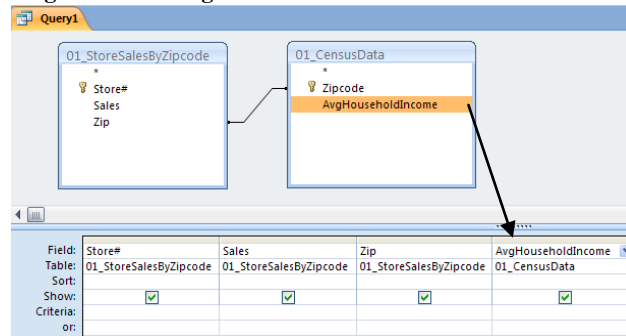 Query1
01_StoreSalesByZipcode
*
Store#
Sales
Zip
01_CensusData
*
Zipcode
AvgHouseholdIncome
Field: Store# Sales Zip AvgHouseholdIncome
Table: 01_StoreSalesByZipcode 01_StoreSalesByZipcode 01_StoreSalesByZipcode 01_CensusData
Sort:
Show:
Criteria:
or: